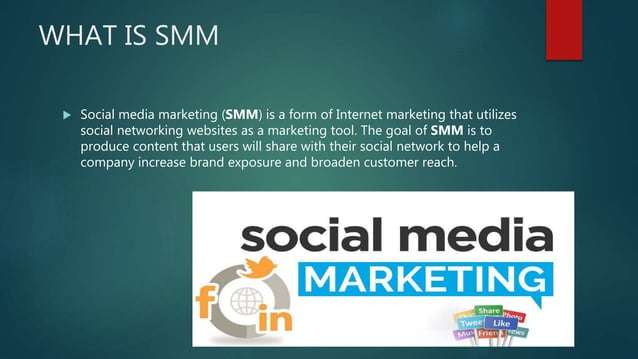 WHAT IS SMM
Social media marketing (SMM) is a form of Internet marketing that utilizes
social networking websites as a marketing tool. The goal of SMM is to
produce content that users will share with their social network to help a
company increase brand exposure and broaden customer reach.
social media
MARKETING
f
in
Share
Photo
Tweet
Like
Friend
News